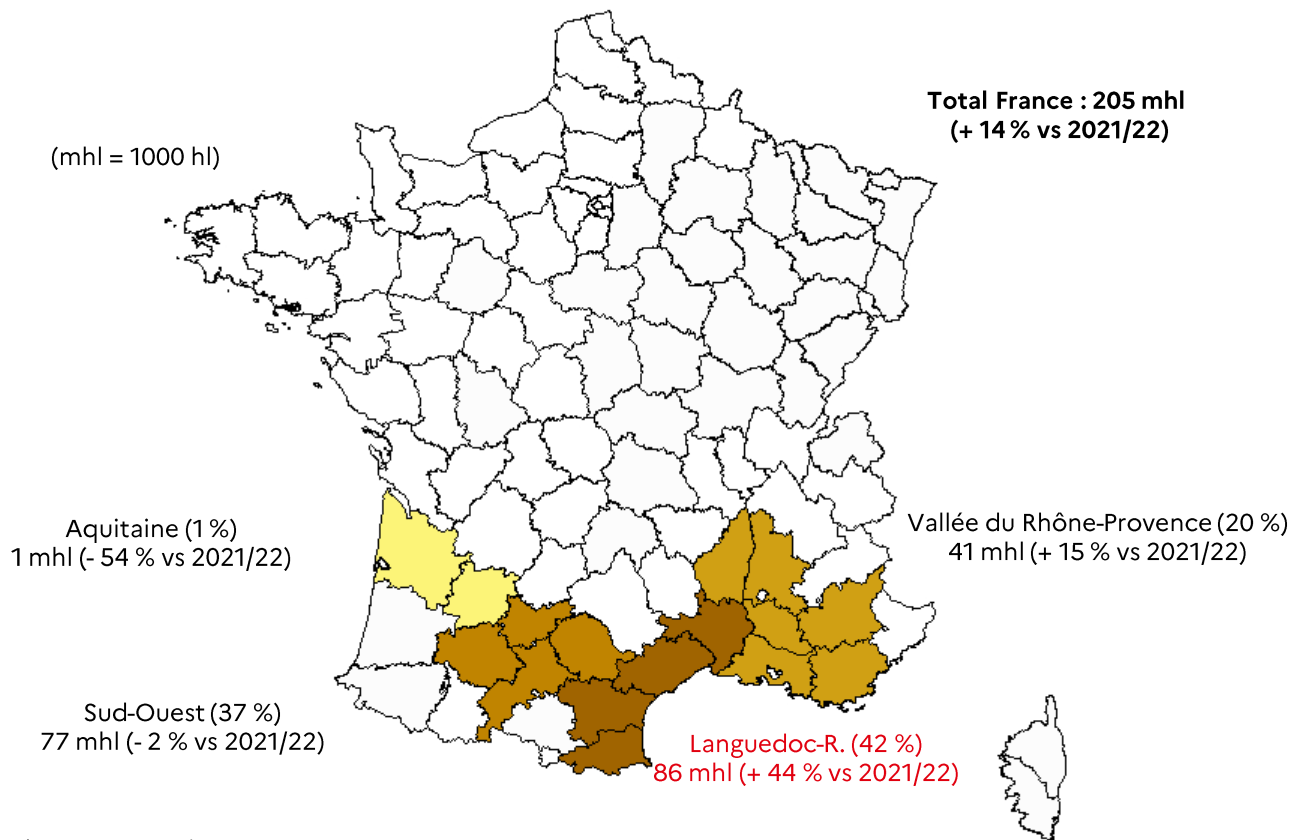 Total France : 205 mhl
(+ 14 % vs 2021/22)
(mhl = 1000 hl)
Aquitaine (1 %)
1 mhl (- 54 % vs 2021/22)
Vallée du Rhône-Provence (20 %)
41 mhl (+ 15 % vs 2021/22)
Sud-Ouest (37 %)
77 mhl (- 2 % vs 2021/22)
Languedoc-R. (42 %)
86 mhl (+ 44 % vs 2021/22)